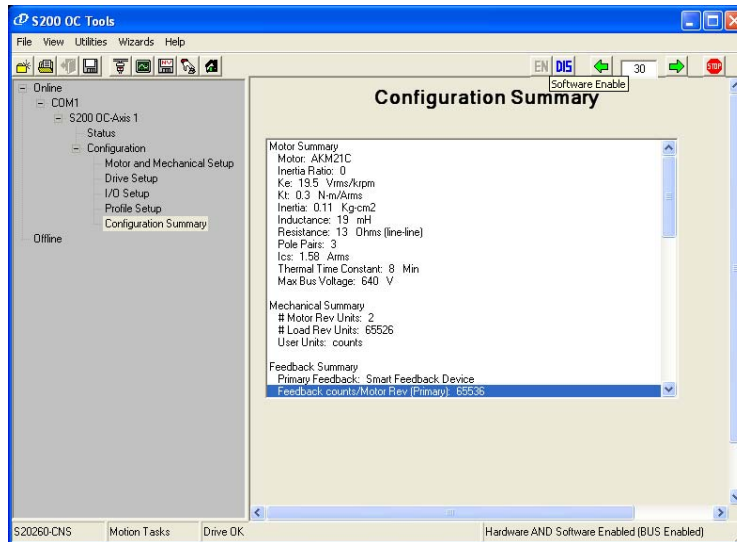 S200 OC Tools
File View Utilities Wizards Help
EN DIS 30 STOP
Software Enable
Online
COM1
S200 OC-Axis 1
Status
Configuration
Motor and Mechanical Setup
Drive Setup
I/O Setup
Profile Setup
Configuration Summary
Offline
Configuration Summary
Motor Summary
Motor: AKM21C
Inertia Ratio: 0
Ke: 19.5 Vrms/krpm
Kt: 0.3 N-m/Arms
Inertia: 0.11 Kg-cm2
Inductance: 19 mH
Resistance: 13 Ohms (line-line)
Pole Pairs: 3
Ics: 1.58 Arms
Thermal Time Constant: 8 Min
Max Bus Voltage: 640 V
Mechanical Summary
# Motor Rev Units: 2
# Load Rev Units: 65526
User Units: counts
Feedback Summary
Primary Feedback: Smart Feedback Device
Feedback counts/Motor Rev (Primary): 65536
S20260-CNS Motion Tasks Drive OK Hardware AND Software Enabled (BUS Enabled)